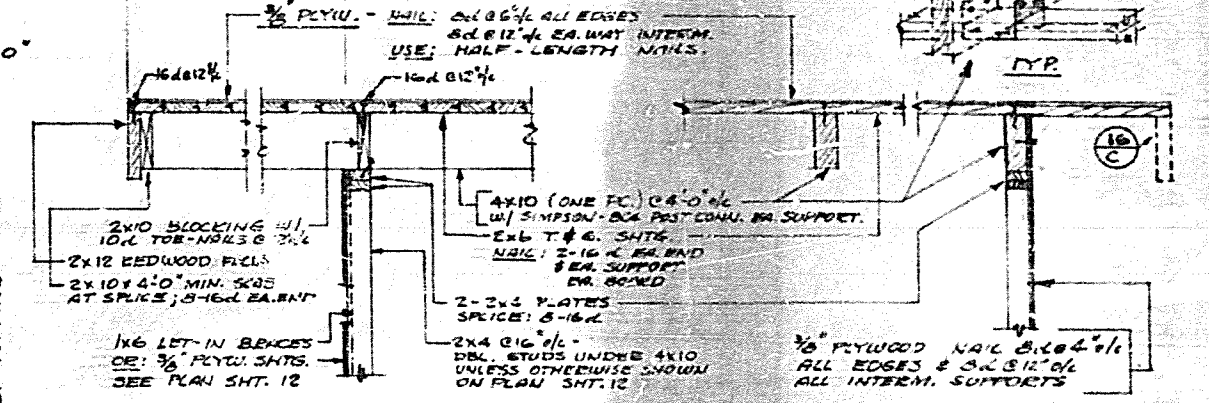 3/8" PLYW. - NAIL: 8d @ 6" o/c ALL EDGES
8d @ 12" o/c EA. WAY INTERM.
USE: HALF-LENGTH NAILS.
0"
16d @ 12" o/c
16d @ 12" o/c
TYP.
16
C
4x10 (ONE PC.) @ 4'-0" o/c
W/ SIMPSON-BC4 POST CONN. EA. SUPPORT.
2x6 T. & G. SHTG.
NAIL: 2-16d EA. END
& EA. SUPPORT
EA. BOARD
2x10 BLOCKING W/
10d TOE-NAILS @
2x12 REDWOOD
2x10 x 4'-0" MIN. SCAB
AT SPLICE; 8-16d EA. END
2-2x4 PLATES
SPLICE: 8-16d
1x6 LET-IN BRACES
OR: 3/8" PLYW. SHTG.
SEE PLAN SHT. 12
2x4 @ 16" o/c -
DBL. STUDS UNDER 4x10
UNLESS OTHERWISE SHOWN
ON PLAN SHT. 12
3/8" PLYWOOD NAIL 8d @ 4" o/c
ALL EDGES & 8d @ 12" o/c
ALL INTERM. SUPPORTS